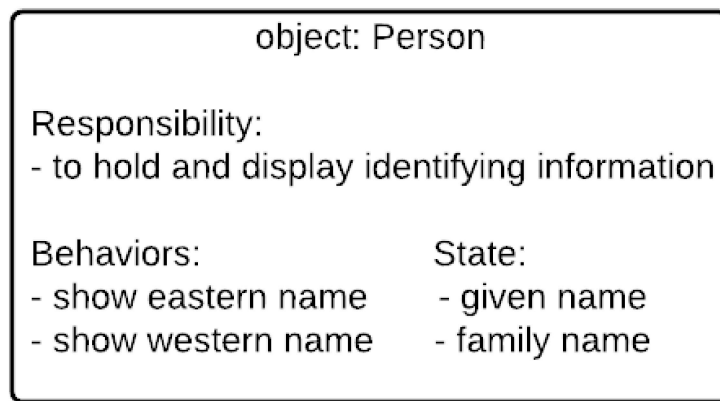 object: Person
Responsibility:
- to hold and display identifying information
Behaviors:
- show eastern name
- show western name
State:
- given name
- family name